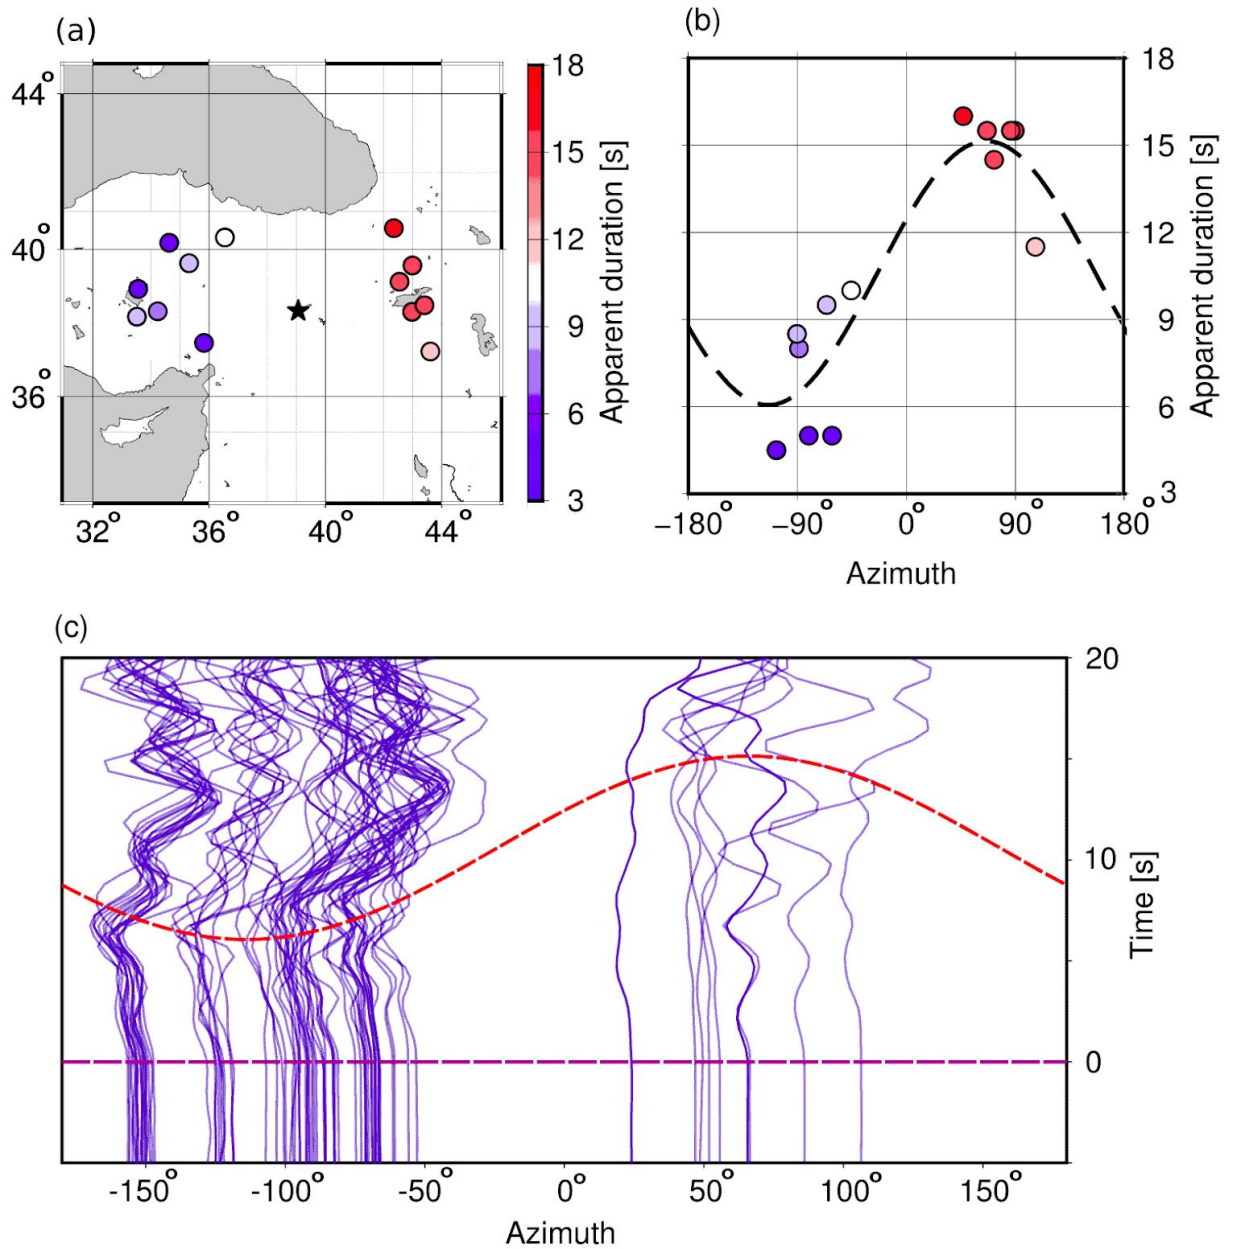 (a)
44°
40°
36°
32° 36° 40° 44°
18
15
12
9
6
3
Apparent duration [s]
(b)
18
15
12
9
6
3
Apparent duration [s]
−180° −90° 0° 90° 180°
Azimuth
(c)
20
10
0
Time [s]
-150° -100° -50° 0° 50° 100° 150°
Azimuth